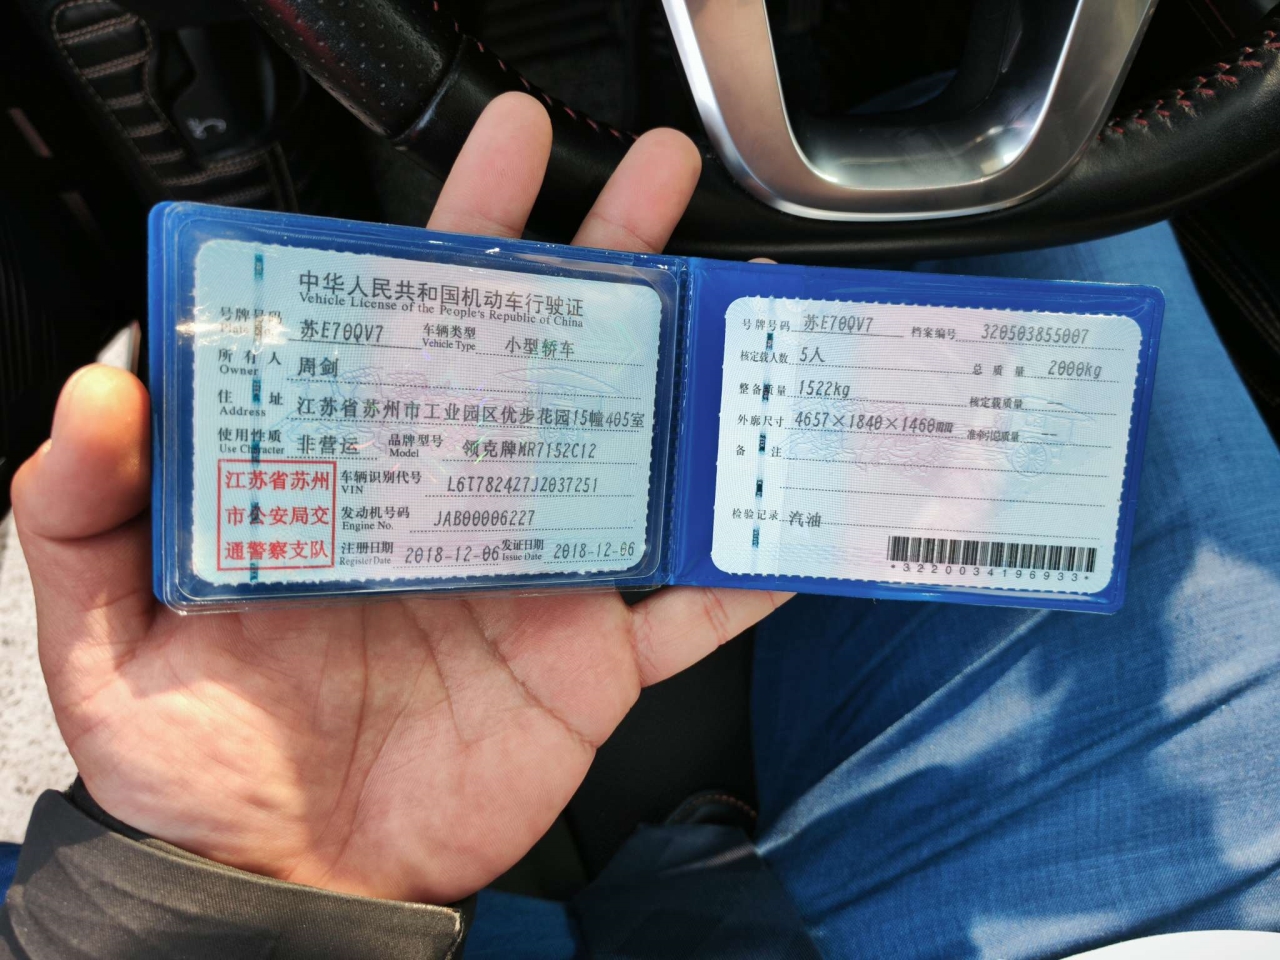 中华人民共和国机动车行驶证
Vehicle License of the People's Republic of China
号牌号码 苏E70QV7 车辆类型 小型轿车
Plate No. Vehicle Type
所有人 周剑
Owner
住址 江苏省苏州市工业园区优步花园15幢405室
Address
使用性质 非营运 品牌型号 领克牌MR7152C12
Use Character Model
江苏省苏州
市公安局交
通警察支队
车辆识别代号 L6T7824Z7JZ037251
VIN
发动机号码 JAB00006227
Engine No.
注册日期 2018-12-06 发证日期 2018-12-06
Register Date Issue Date
号牌号码 苏E70QV7 档案编号 320503855007
核定载人数 5人 总质量 2000kg
整备质量 1522kg 核定载质量 --
外廓尺寸 4657×1840×1460mm 准牵引总质量 --
备注
检验记录 汽油
*3220034196933*